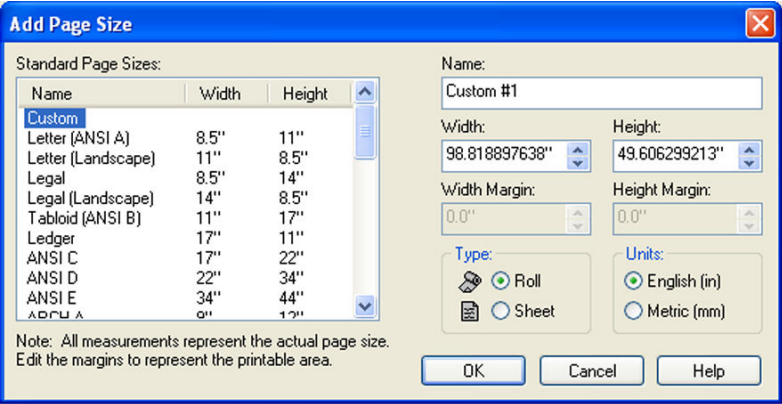 Add Page Size
Standard Page Sizes:
Name Width Height
Custom
Letter (ANSI A) 8.5" 11"
Letter (Landscape) 11" 8.5"
Legal 8.5" 14"
Legal (Landscape) 14" 8.5"
Tabloid (ANSI B) 11" 17"
Ledger 17" 11"
ANSI C 17" 22"
ANSI D 22" 34"
ANSI E 34" 44"
ARCH A 9" 12"
Note: All measurements represent the actual page size.
Edit the margins to represent the printable area.
Name:
Custom #1
Width: Height:
98.818897638" 49.606299213"
Width Margin: Height Margin:
0.0" 0.0"
Type: Units:
Roll English (in)
Sheet Metric (mm)
OK Cancel Help